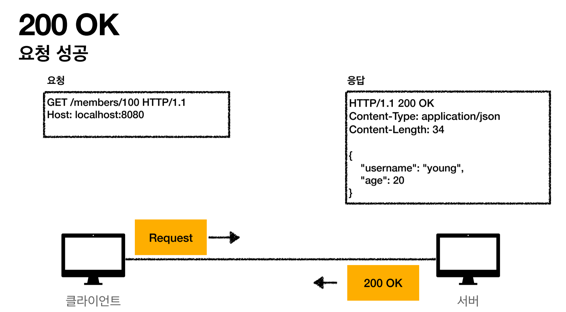 200 OK
요청 성공
요청
GET /members/100 HTTP/1.1
Host: localhost:8080
응답
HTTP/1.1 200 OK
Content-Type: application/json
Content-Length: 34
{
"username": "young",
"age": 20
}
Request
200 OK
클라이언트
서버